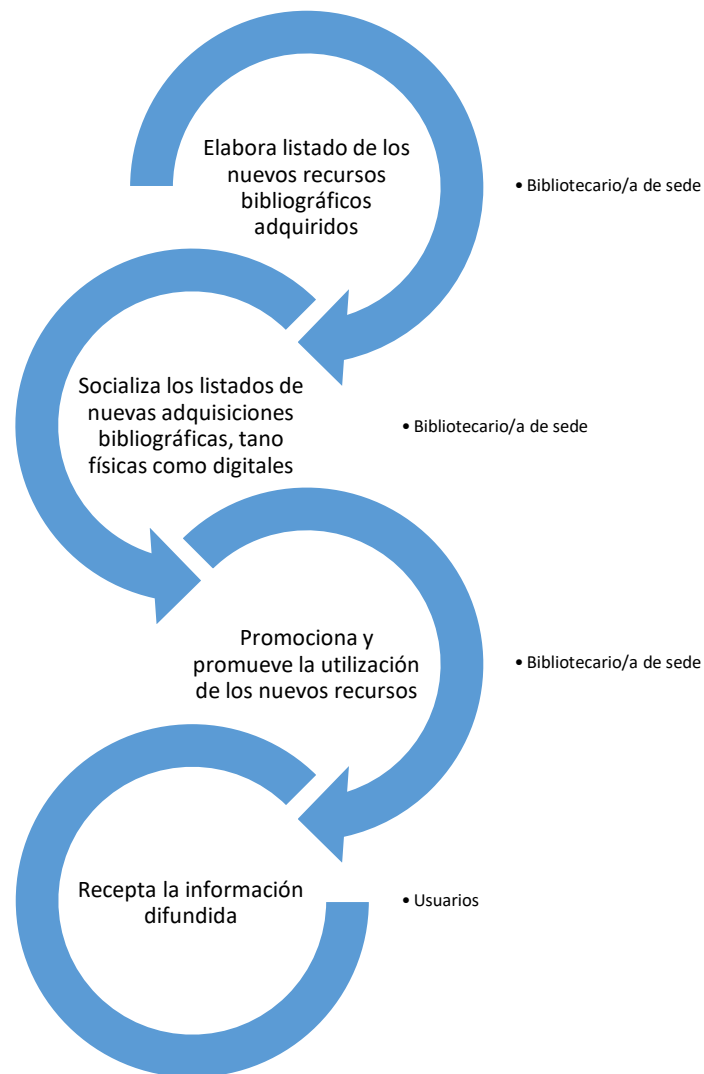 Elabora listado de los
nuevos recursos
bibliográficos
adquiridos
• Bibliotecario/a de sede
Socializa los listados de
nuevas adquisiciones
bibliográficas, tano
físicas como digitales
• Bibliotecario/a de sede
Promociona y
promueve la utilización
de los nuevos recursos
• Bibliotecario/a de sede
Recepta la información
difundida
• Usuarios